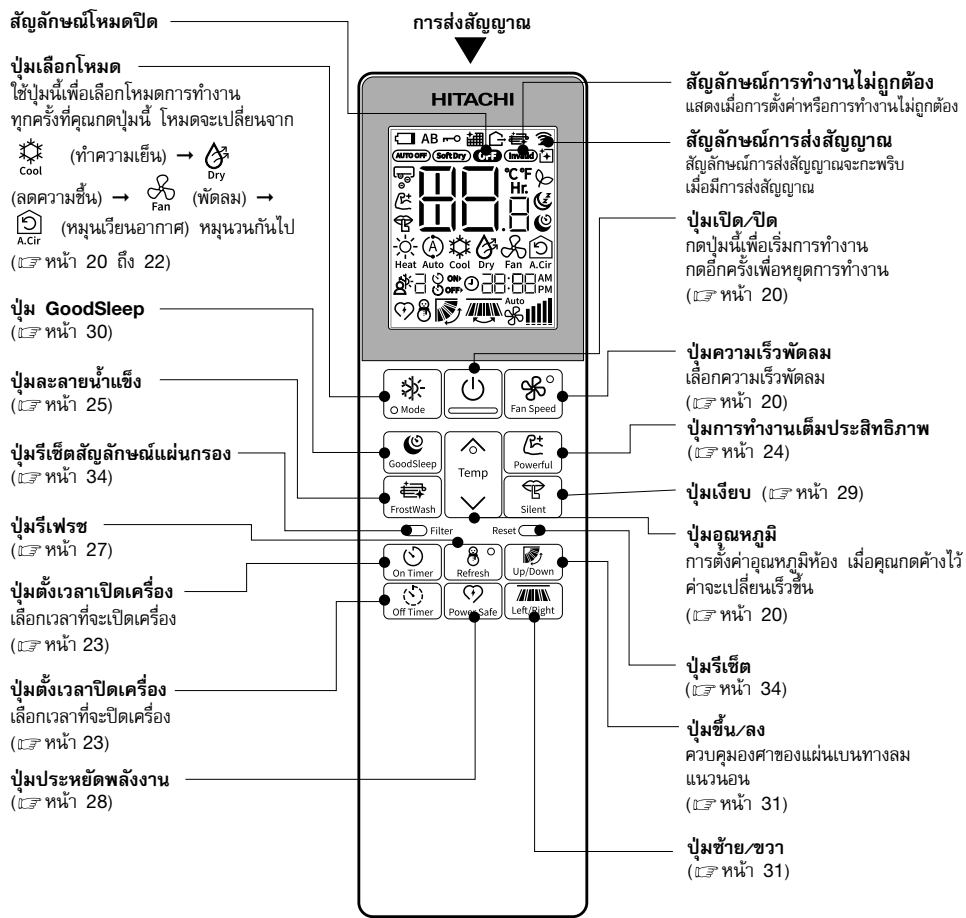 สัญลักษณ์โหมดปิด
ปุ่มเลือกโหมด
ใช้ปุ่มนี้เพื่อเลือกโหมดการทำงาน
ทุกครั้งที่คุณกดปุ่มนี้ โหมดจะเปลี่ยนจาก
Cool (ทำความเย็น) → Dry
(ลดความชื้น) → Fan (พัดลม) →
A.Cir (หมุนเวียนอากาศ) หมุนวนกันไป
(☞ หน้า 20 ถึง 22)
ปุ่ม GoodSleep
(☞ หน้า 30)
ปุ่มละลายน้ำแข็ง
(☞ หน้า 25)
ปุ่มรีเซ็ตสัญลักษณ์แผ่นกรอง
(☞ หน้า 34)
ปุ่มรีเฟรช
(☞ หน้า 27)
ปุ่มตั้งเวลาเปิดเครื่อง
เลือกเวลาที่จะเปิดเครื่อง
(☞ หน้า 23)
ปุ่มตั้งเวลาปิดเครื่อง
เลือกเวลาที่จะปิดเครื่อง
(☞ หน้า 23)
ปุ่มประหยัดพลังงาน
(☞ หน้า 28)
การส่งสัญญาณ
HITACHI
AB
AUTO OFF Soft Dry OFF Invalid
°C °F
Hr.
Heat Auto Cool Dry Fan A.Cir
ON AM
OFF PM
Auto
Mode
Fan Speed
GoodSleep
Temp
Powerful
FrostWash
Silent
Filter
Reset
On Timer
Refresh
Up/Down
Off Timer
Power Safe
Left/Right
สัญลักษณ์การทำงานไม่ถูกต้อง
แสดงเมื่อการตั้งค่าหรือการทำงานไม่ถูกต้อง
สัญลักษณ์การส่งสัญญาณ
สัญลักษณ์การส่งสัญญาณจะกะพริบ
เมื่อมีการส่งสัญญาณ
ปุ่มเปิด/ปิด
กดปุ่มนี้เพื่อเริ่มการทำงาน
กดอีกครั้งเพื่อหยุดการทำงาน
(☞ หน้า 20)
ปุ่มความเร็วพัดลม
เลือกความเร็วพัดลม
(☞ หน้า 20)
ปุ่มการทำงานเต็มประสิทธิภาพ
(☞ หน้า 24)
ปุ่มเงียบ (☞ หน้า 29)
ปุ่มอุณหภูมิ
การตั้งค่าอุณหภูมิห้อง เมื่อคุณกดค้างไว้
ค่าจะเปลี่ยนเร็วขึ้น
(☞ หน้า 20)
ปุ่มรีเซ็ต
(☞ หน้า 34)
ปุ่มขึ้น/ลง
ควบคุมองศาของแผ่นเบนทางลม
แนวนอน
(☞ หน้า 31)
ปุ่มซ้าย/ขวา
(☞ หน้า 31)